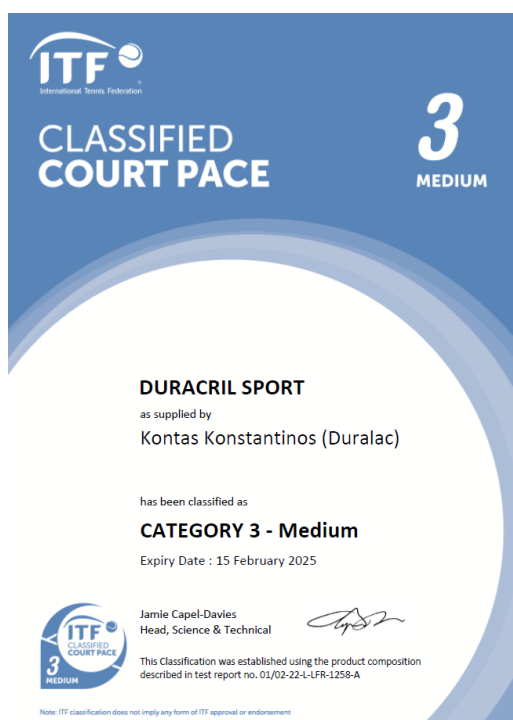 ITF
International Tennis Federation
CLASSIFIED
COURT PACE
3
MEDIUM
DURACRIL SPORT
as supplied by
Kontas Konstantinos (Duralac)
has been classified as
CATEGORY 3 - Medium
Expiry Date : 15 February 2025
Jamie Capel-Davies
Head, Science & Technical
This Classification was established using the product composition
described in test report no. 01/02-22-L-LFR-1258-A
ITF
CLASSIFIED
COURT PACE
3
MEDIUM
Note: ITF classification does not imply any form of ITF approval or endorsement